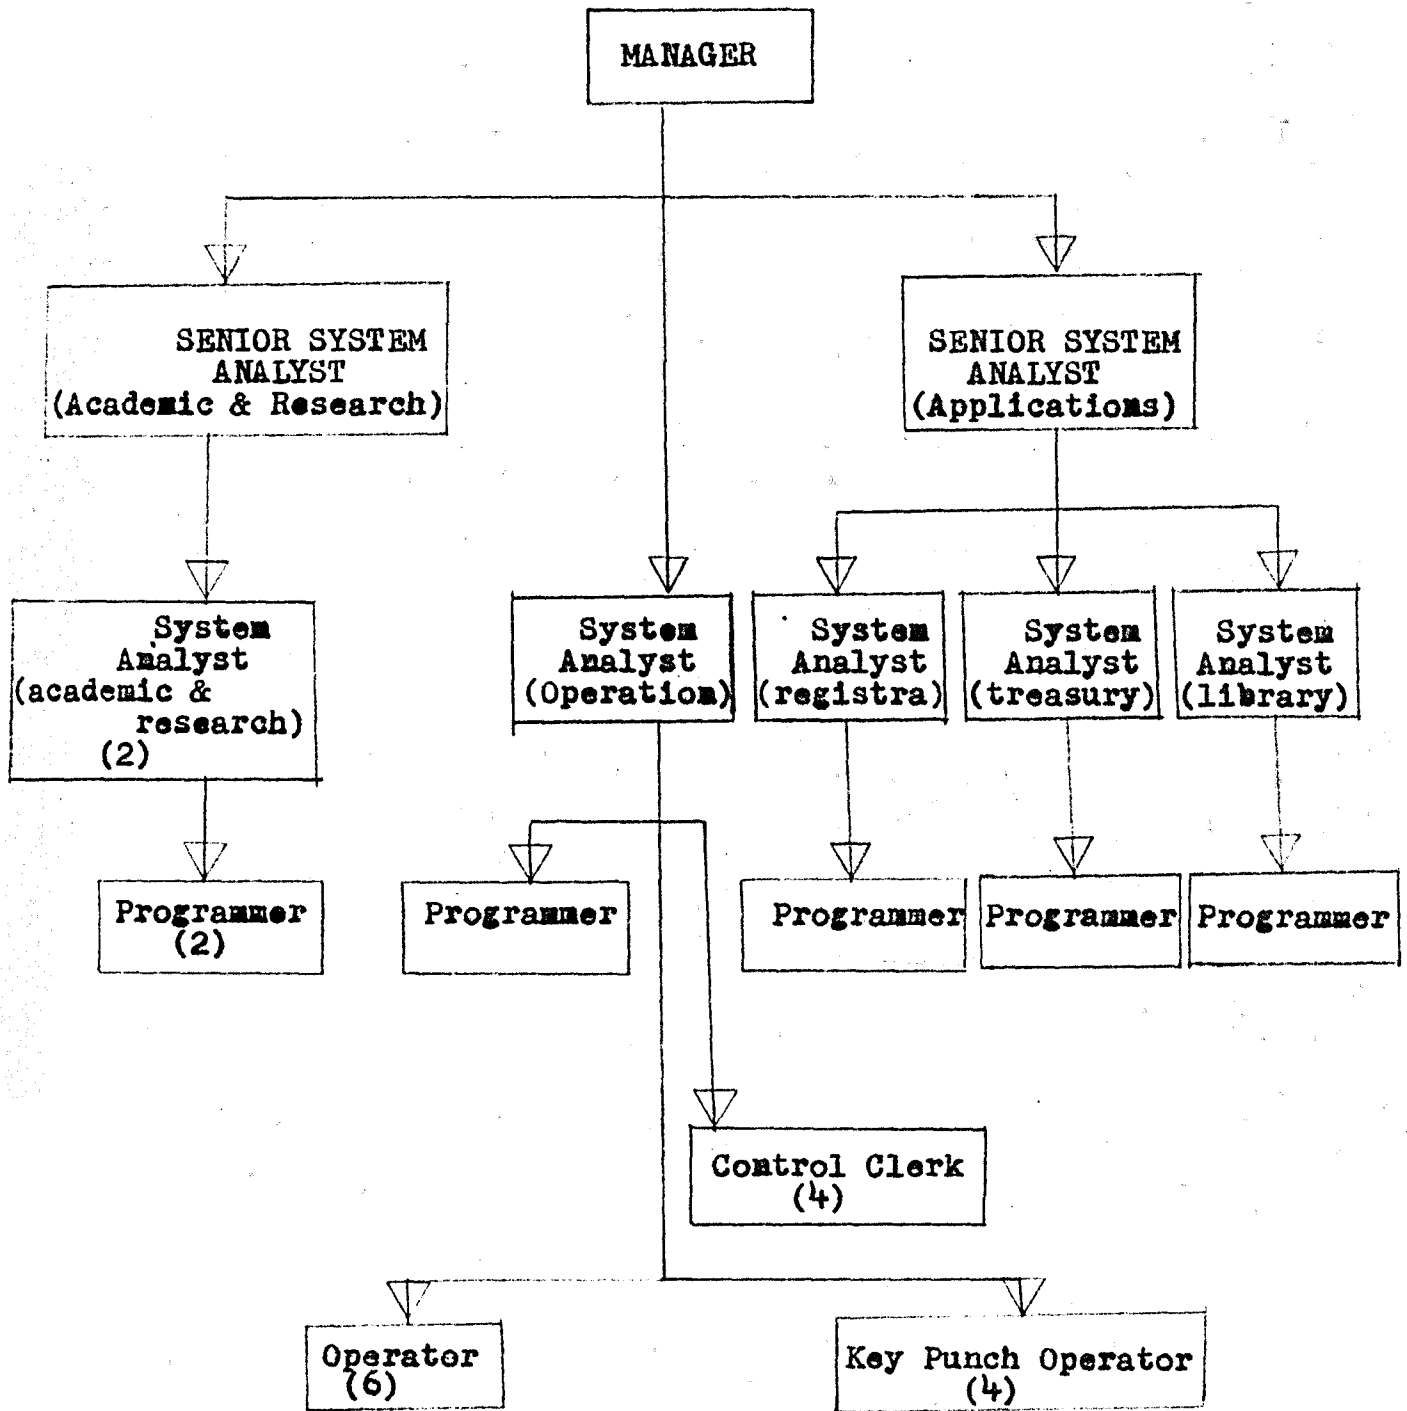 MANAGER
SENIOR SYSTEM
ANALYST
(Academic & Research)
SENIOR SYSTEM
ANALYST
(Applications)
System
Analyst
(academic &
research)
(2)
System
Analyst
(Operation)
System
Analyst
(registra)
System
Analyst
(treasury)
System
Analyst
(library)
Programmer
(2)
Programmer
Programmer
Programmer
Programmer
Control Clerk
(4)
Operator
(6)
Key Punch Operator
(4)